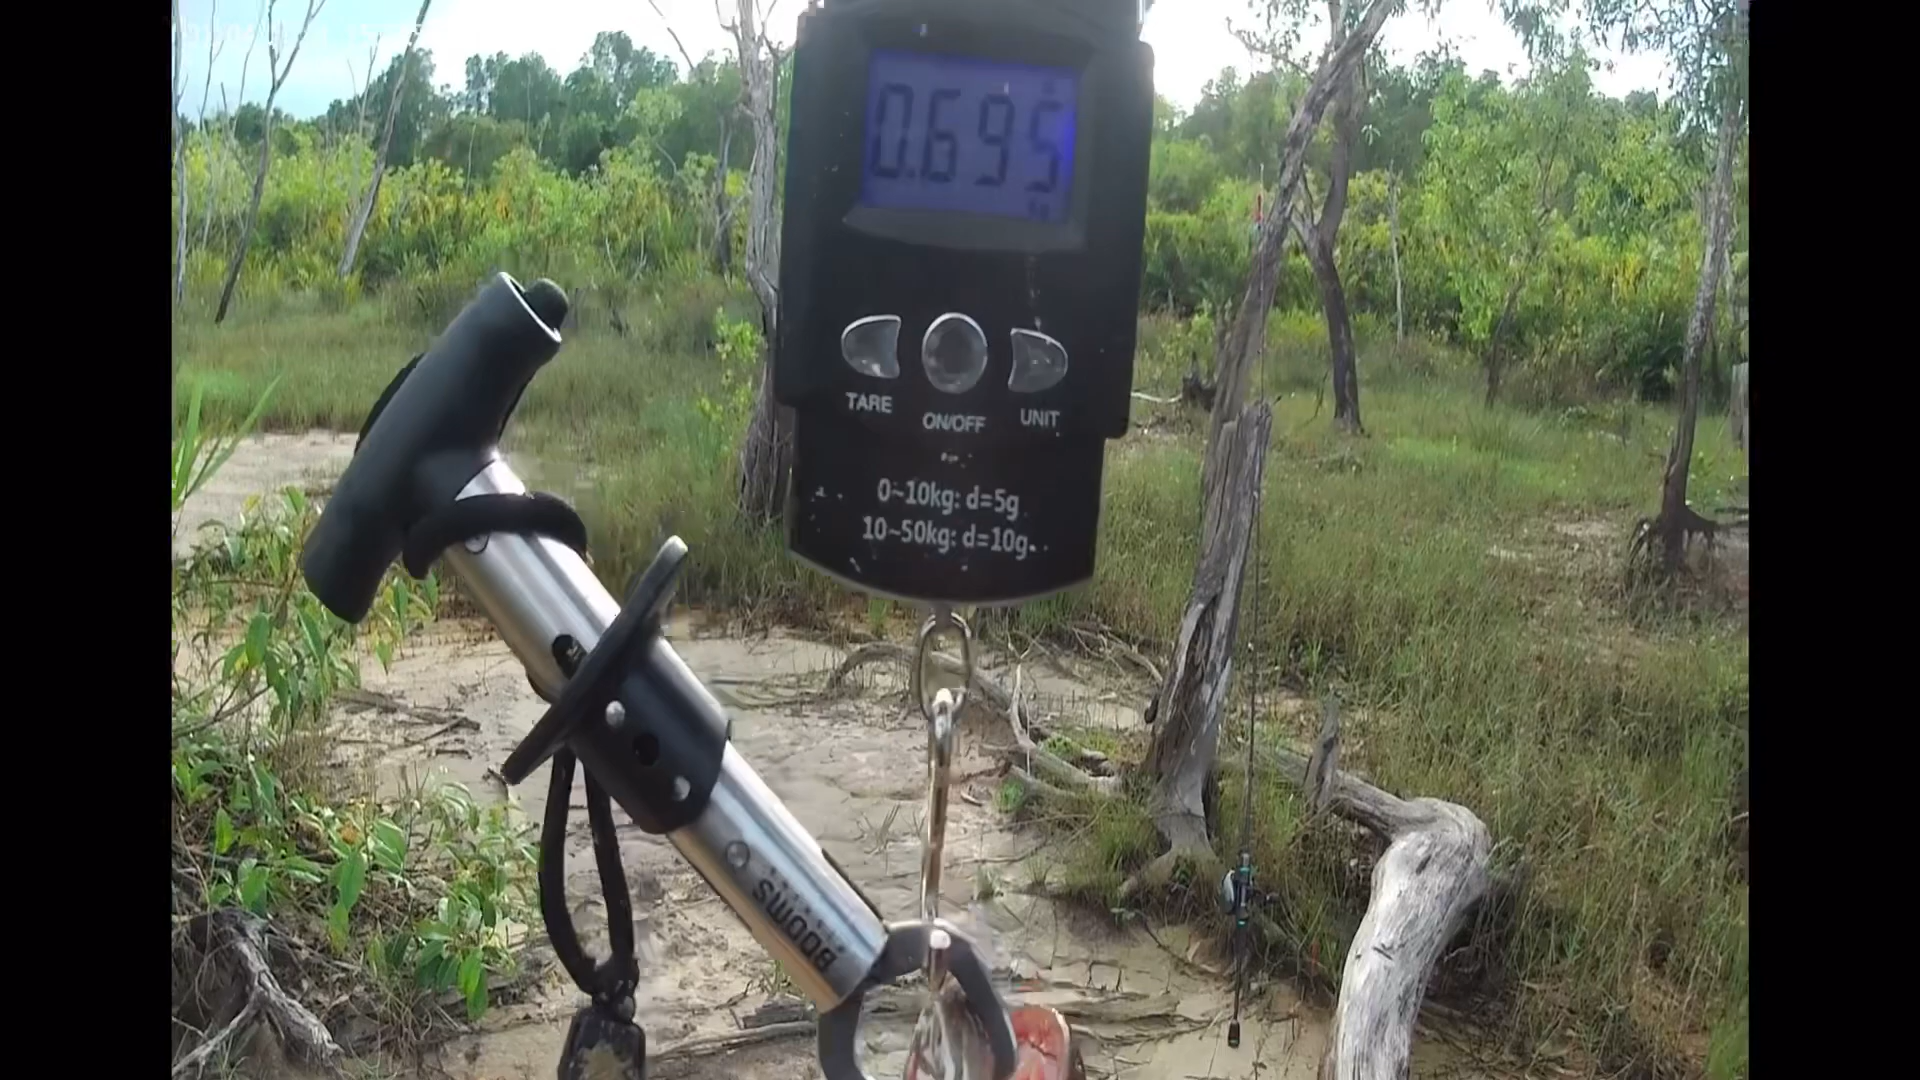 0.695
TARE
ON/OFF
UNIT
0~10kg: d=5g
10~50kg: d=10g
BOOMS